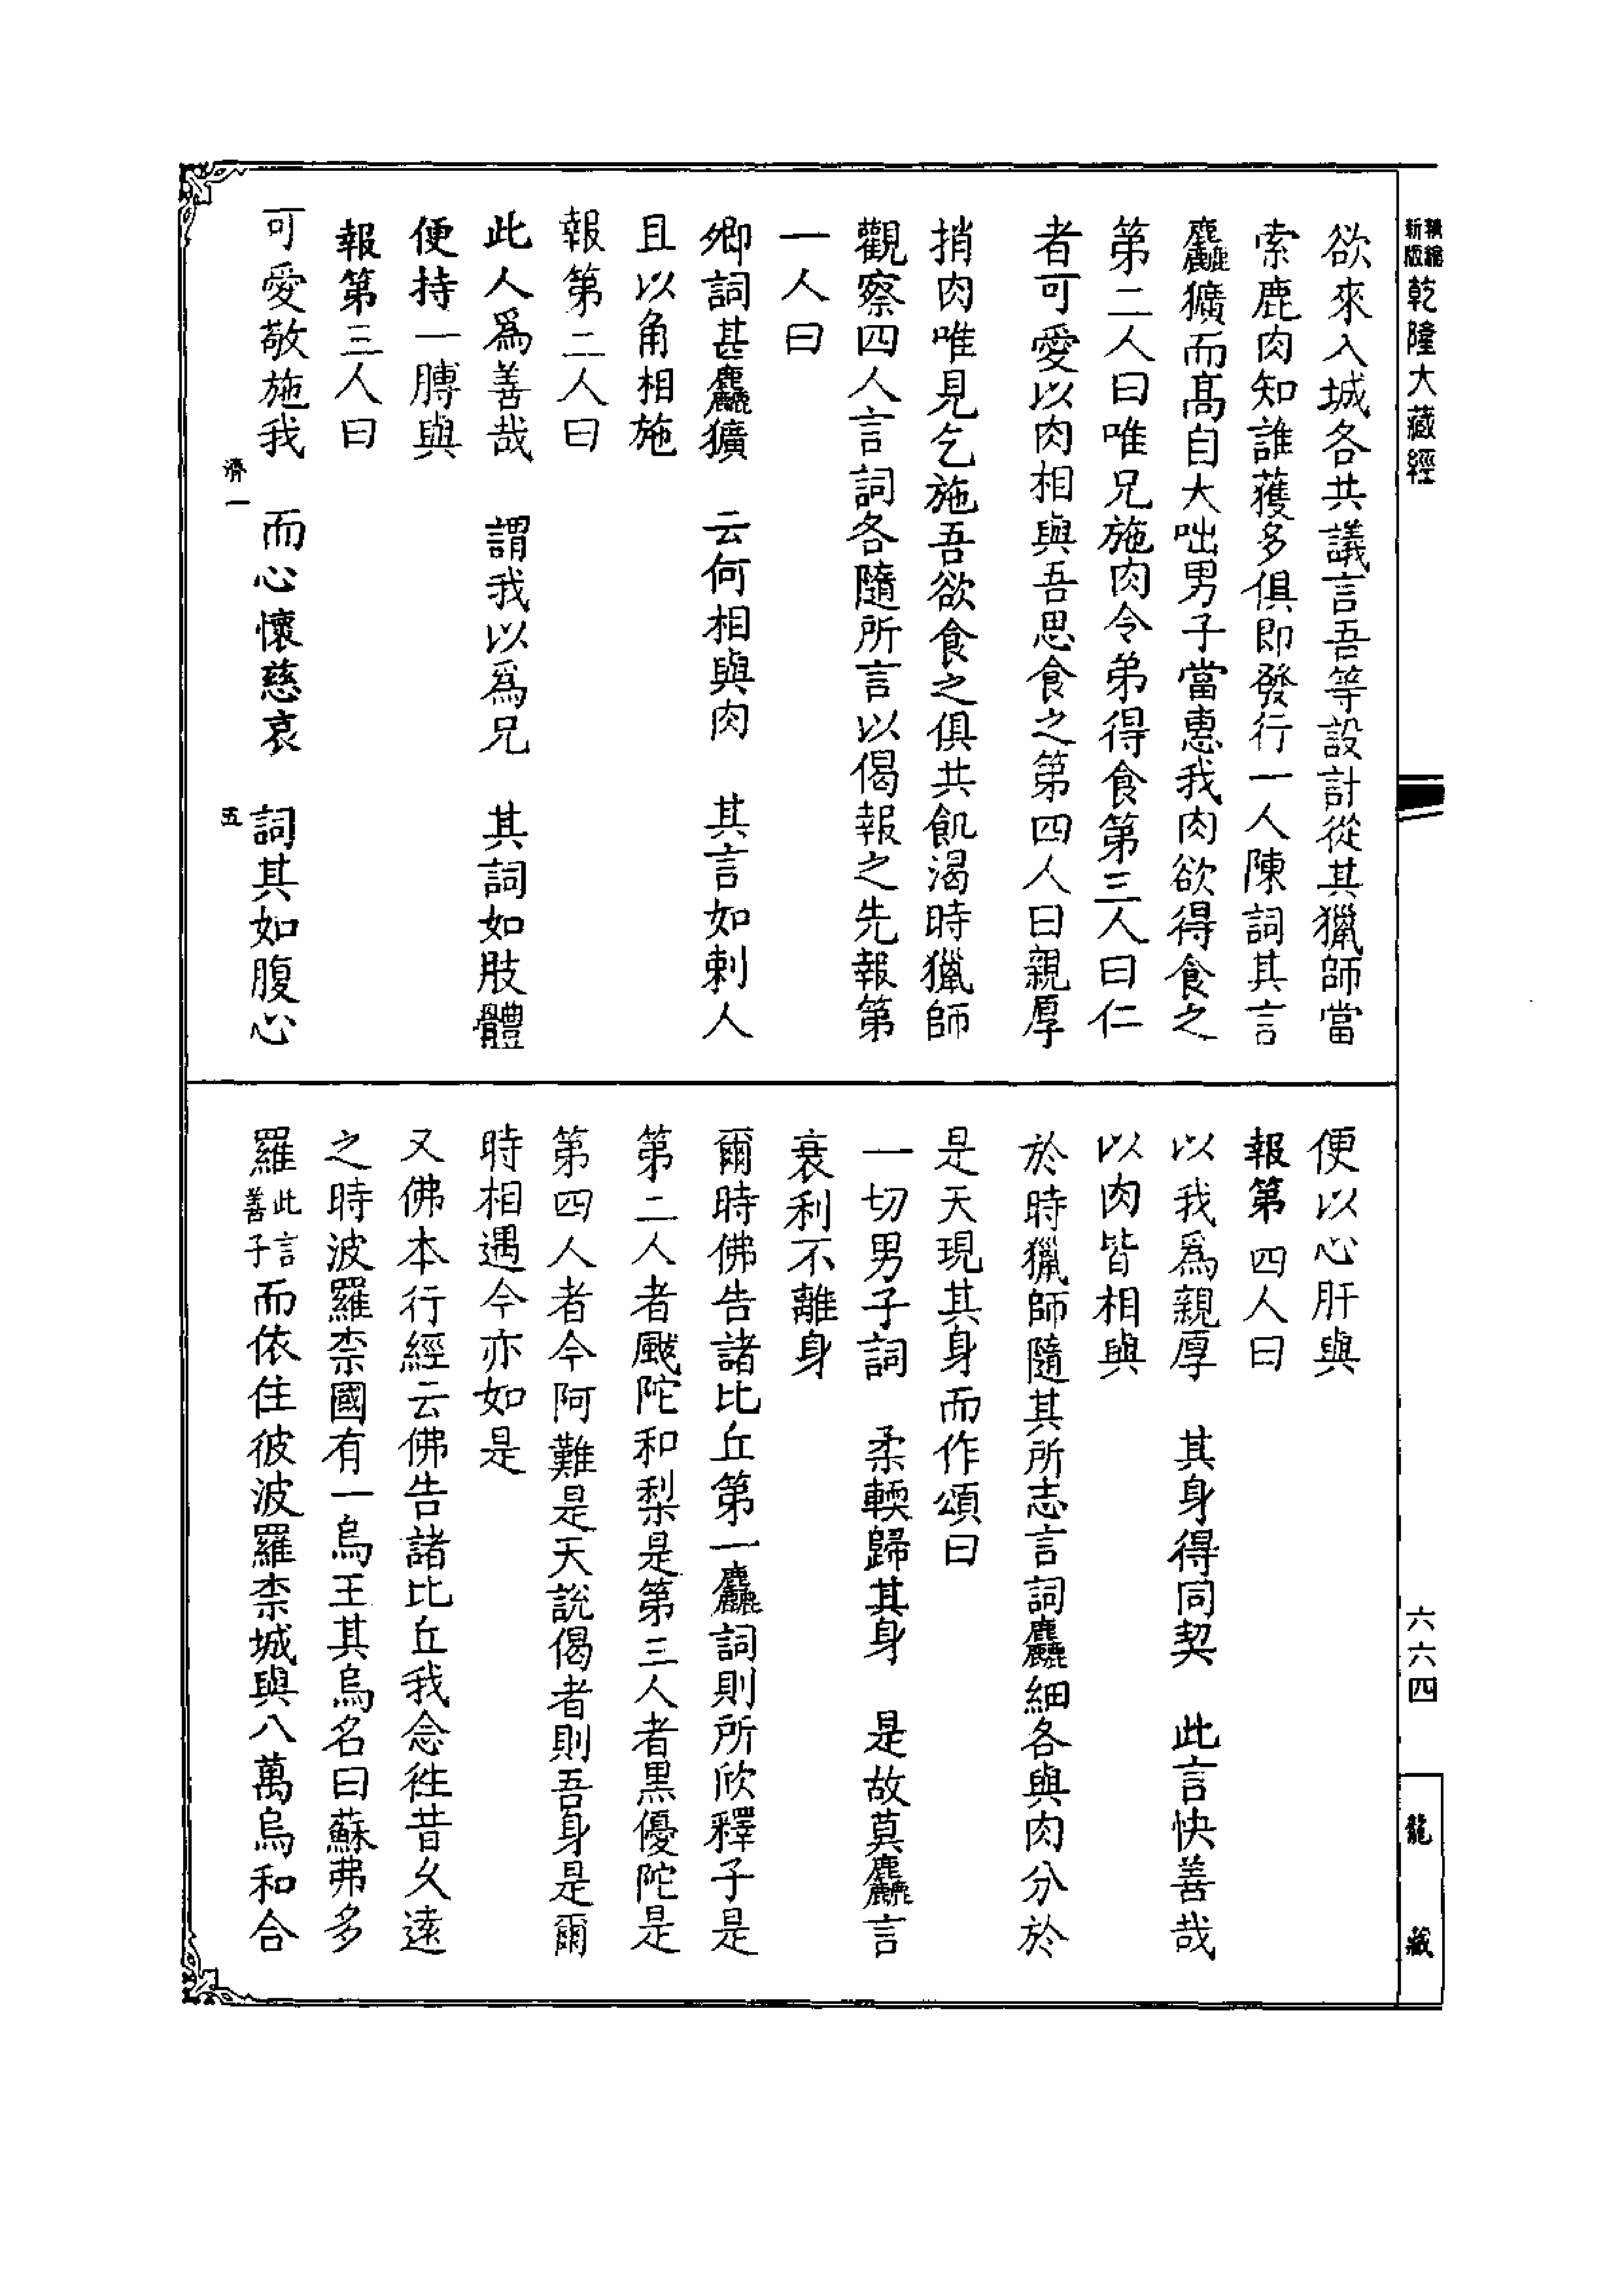 精縮
新版
乾隆大藏經
六六四
龍藏
欲來入城各共議言吾等設計從其獵師當
索鹿肉知誰獲多俱即發行一人陳詞其言
麤獷而高自大咄男子當惠我肉欲得食之
第二人曰唯兄施肉令弟得食第三人曰仁
者可愛以肉相與吾思食之第四人曰親厚
捎肉唯見乞施吾欲食之俱共飢渴時獵師
觀察四人言詞各隨所言以偈報之先報第
一人曰
卿詞甚麤獷　云何相與肉　其言如刺人
且以角相施
報第二人曰
此人爲善哉　謂我以爲兄　其詞如肢體
便持一膊與
報第三人曰
可愛敬施我　而心懷慈哀　詞其如腹心
濟一　五
便以心肝與
報第四人曰
以我爲親厚　其身得同契　此言快善哉
以肉皆相與
於時獵師隨其所志言詞麤細各與肉分於
是天現其身而作頌曰
一切男子詞　柔輭歸其身　是故莫麤言
衰利不離身
爾時佛告諸比丘第一麤詞則所欣釋子是
第二人者颰陀和梨是第三人者黑優陀是
第四人者今阿難是天說偈者則吾身是爾
時相遇今亦如是
又佛本行經云佛告諸比丘我念徃昔久遠
之時波羅柰國有一烏王其烏名曰蘇弗多
羅此言善子而依住彼波羅柰城與八萬烏和合